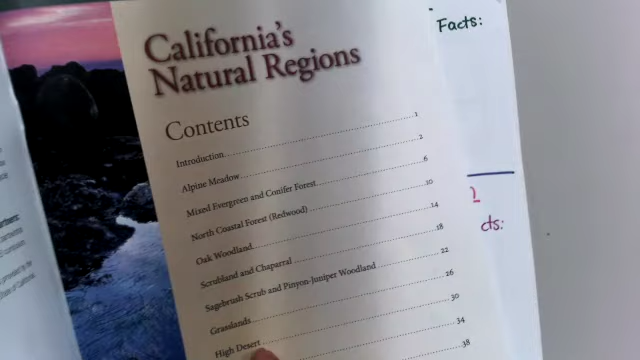 California's
Natural Regions
Contents
Introduction.....1
Alpine Meadow.....2
Mixed Evergreen and Conifer Forest.....6
North Coastal Forest (Redwood).....10
Oak Woodland.....14
Scrubland and Chaparral.....18
Sagebrush Scrub and Pinyon-Juniper Woodland.....22
Grasslands.....26
High Desert.....30
34
38
Facts: